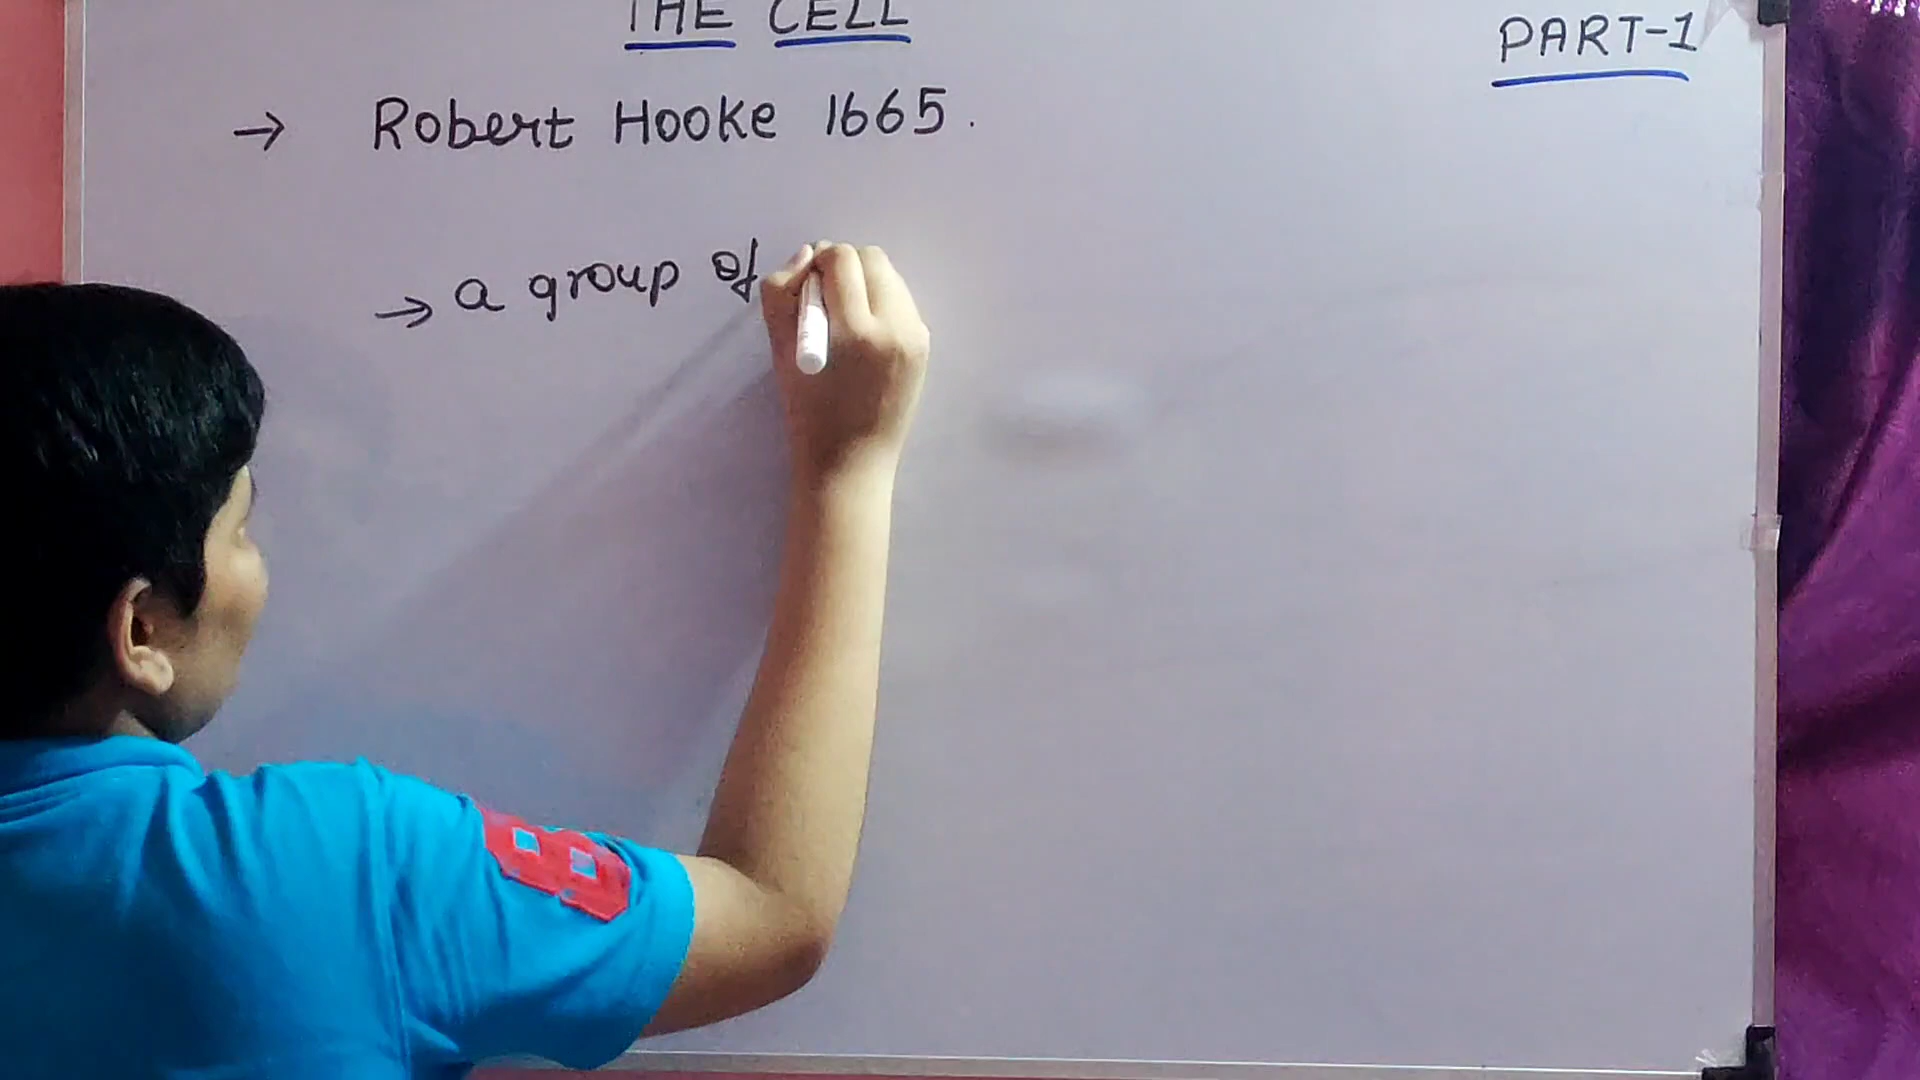 THE CELL
PART-1
→ Robert Hooke 1665.
→ a group of